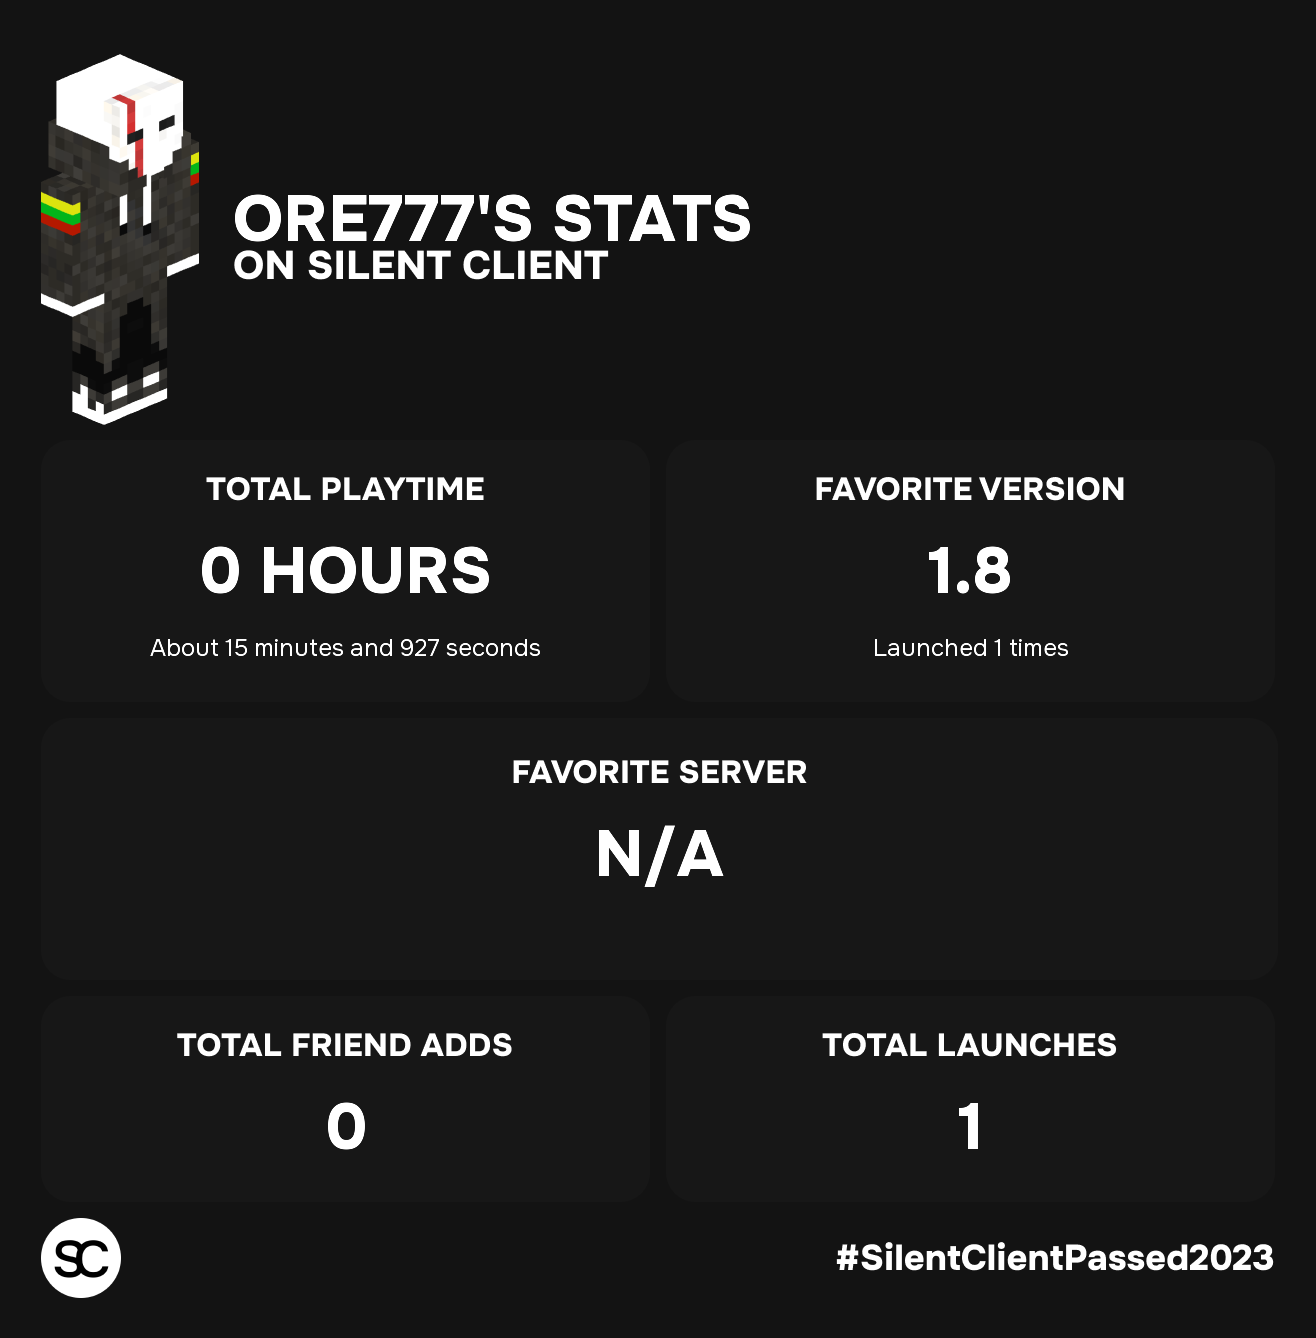 ORE777'S STATS
ON SILENT CLIENT
TOTAL PLAYTIME
0 HOURS
About 15 minutes and 927 seconds
FAVORITE VERSION
1.8
Launched 1 times
FAVORITE SERVER
N/A
TOTAL FRIEND ADDS
0
TOTAL LAUNCHES
1
SC
#SilentClientPassed2023